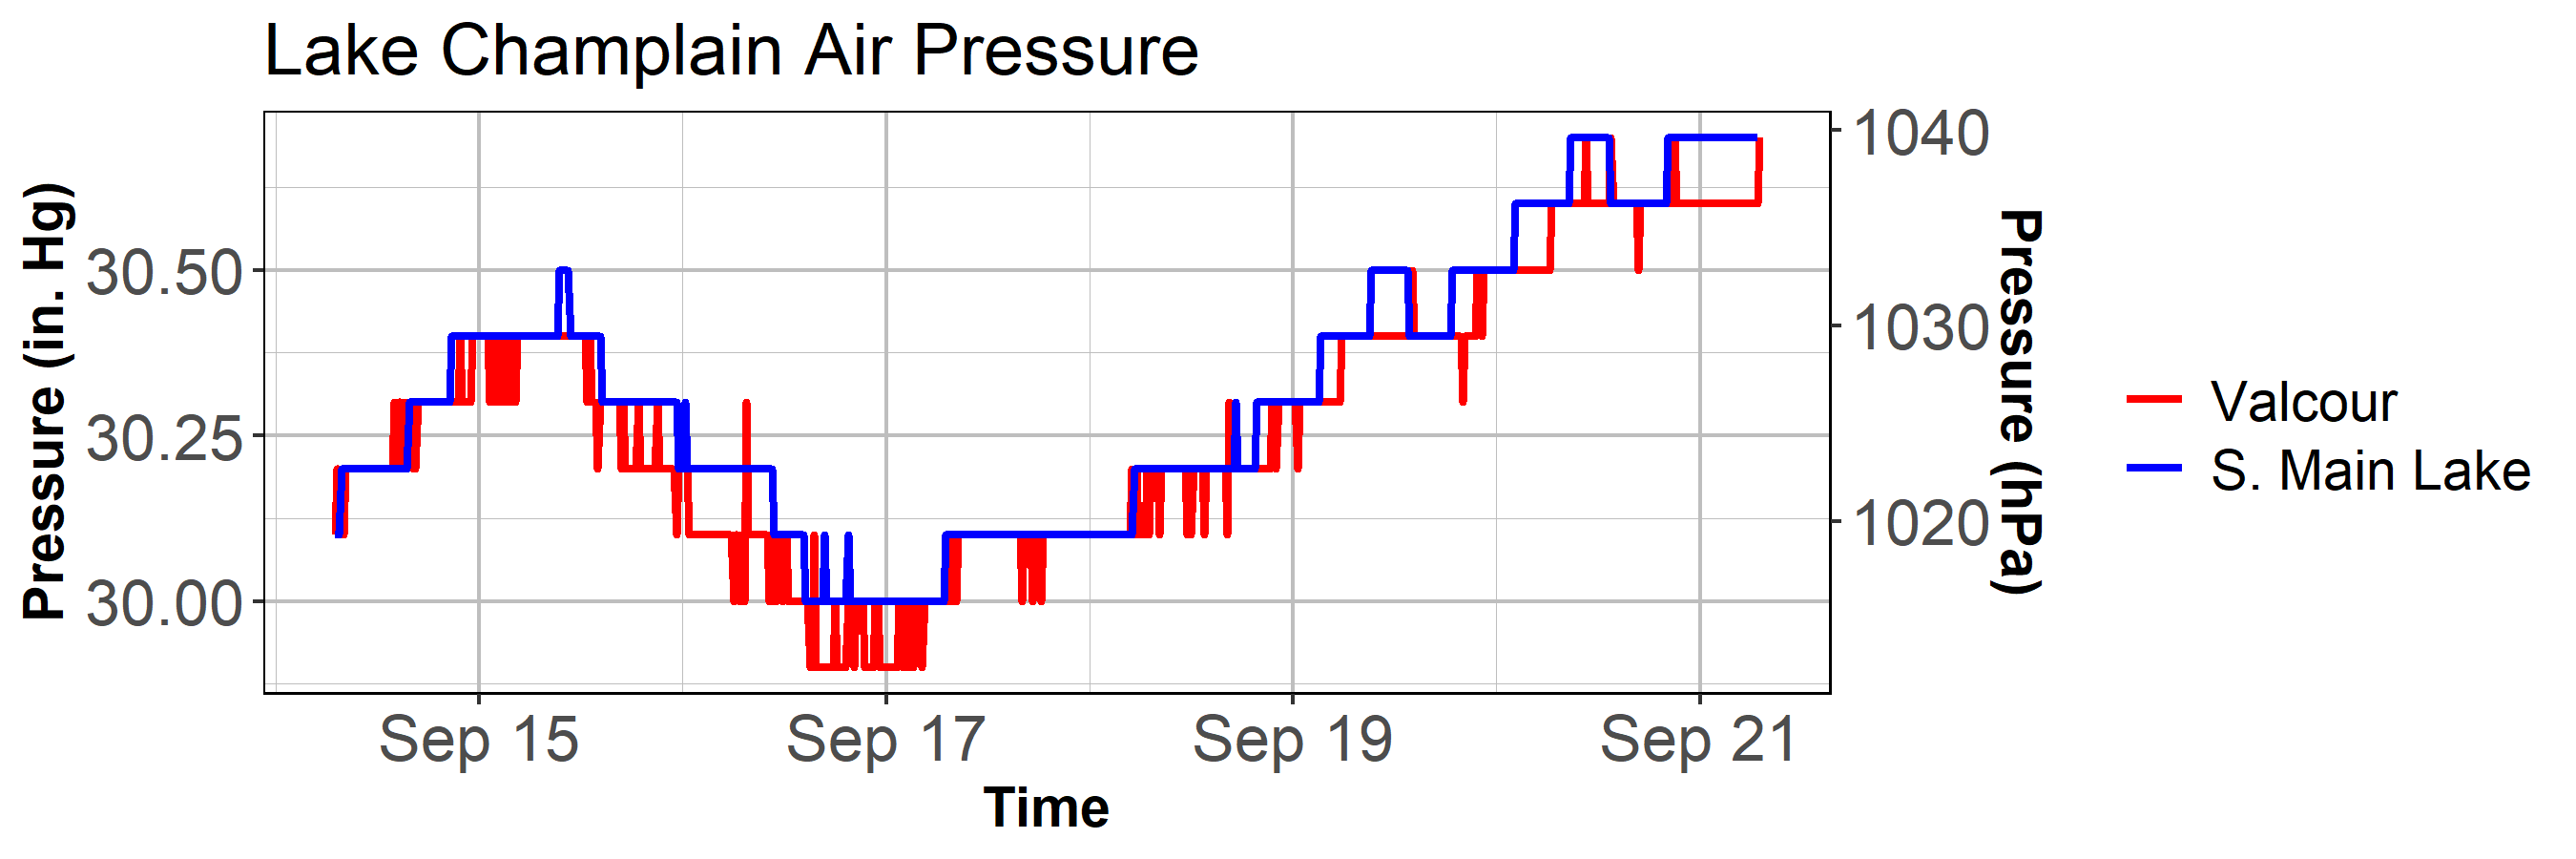 Lake Champlain Air Pressure
Pressure (in. Hg)
30.50
30.25
30.00
1040
1030
1020
Pressure (hPa)
Valcour
S. Main Lake
Sep 15
Sep 17
Sep 19
Sep 21
Time